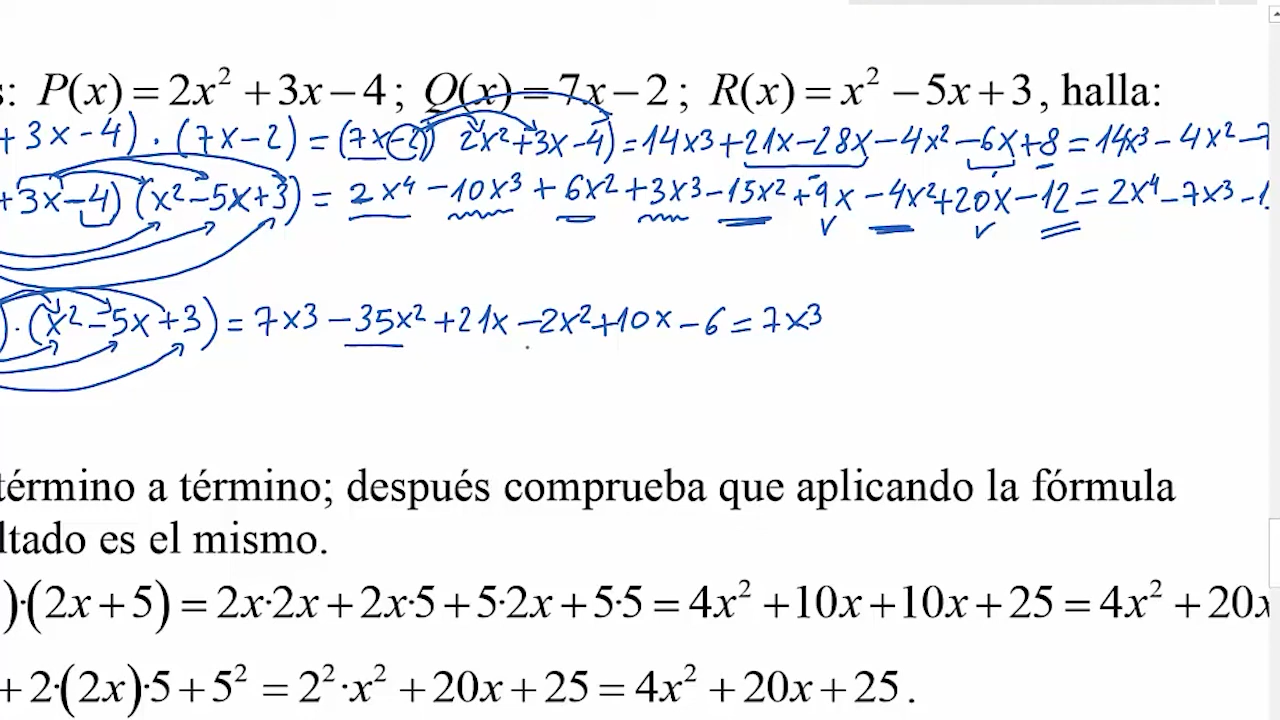 s: P(x) = 2x² + 3x − 4 ; Q(x) = 7x − 2 ; R(x) = x² − 5x + 3 , halla:
+ 3x - 4) · (7x - 2) = (7x - 2) 2x² + 3x - 4) = 14x3 + 21x - 28x - 4x² - 6x + 8 = 14x3 - 4x² - 7
+ 3x - 4) (x² - 5x + 3) = 2x4 - 10x3 + 6x2 + 3x3 - 15x2 + 9x - 4x2 + 20x - 12 = 2x4 - 7x3 - 1
) · (x2 - 5x + 3) = 7x3 - 35x2 + 21x - 2x2 + 10x - 6 = 7x3
término a término; después comprueba que aplicando la fórmula
ltado es el mismo.
)·(2x + 5) = 2x·2x + 2x·5 + 5·2x + 5·5 = 4x² + 10x + 10x + 25 = 4x² + 20x
+ 2·(2x)·5 + 5² = 2²·x² + 20x + 25 = 4x² + 20x + 25 .